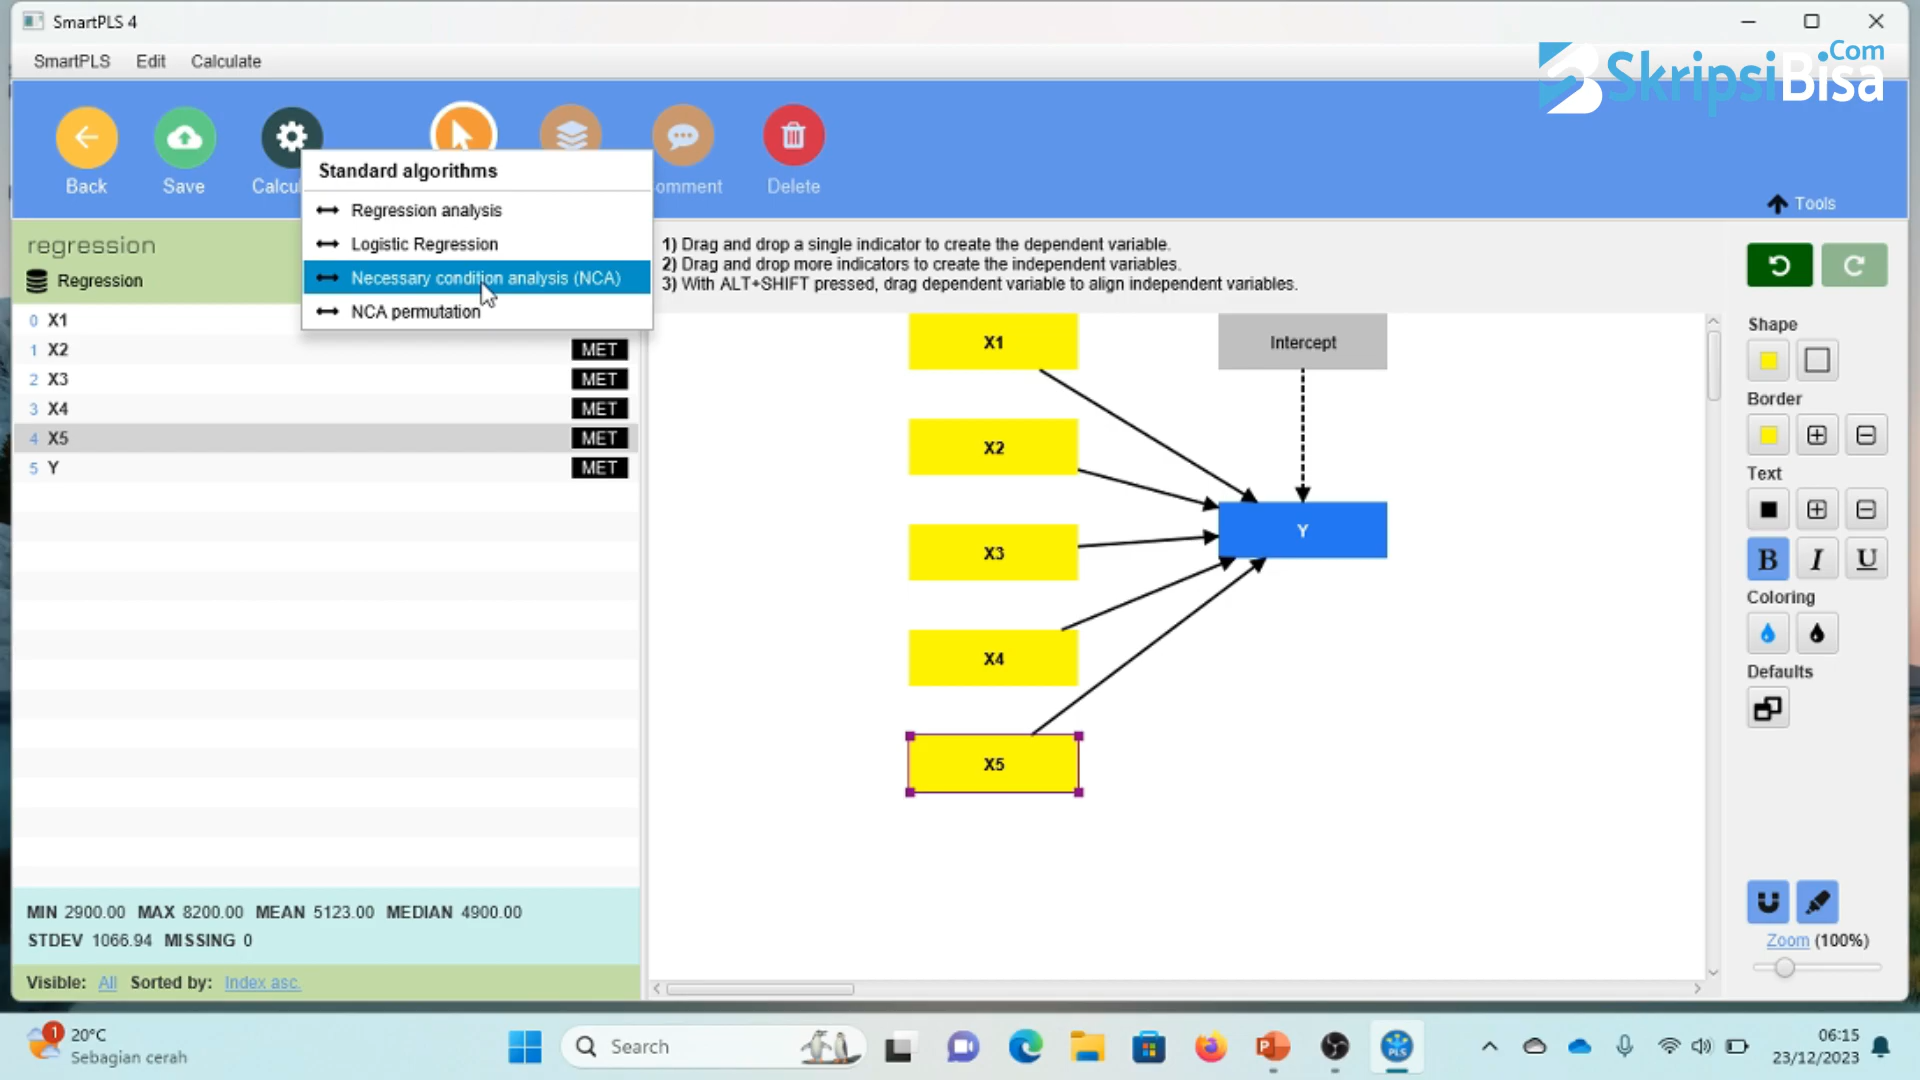 SmartPLS 4
SmartPLS Edit Calculate
SkripsiBisa
.Com
Back Save Calcu omment Delete
Tools
Standard algorithms
Regression analysis
Logistic Regression
Necessary condition analysis (NCA)
NCA permutation
regression
Regression
1) Drag and drop a single indicator to create the dependent variable.
2) Drag and drop more indicators to create the independent variables.
3) With ALT+SHIFT pressed, drag dependent variable to align independent variables.
0 X1
1 X2 MET
2 X3 MET
3 X4 MET
4 X5 MET
5 Y MET
X1
Intercept
X2
Y
X3
X4
X5
Shape
Border
Text
B I U
Coloring
Defaults
Zoom (100%)
MIN 2900.00 MAX 8200.00 MEAN 5123.00 MEDIAN 4900.00
STDEV 1066.94 MISSING 0
Visible: All Sorted by: Index asc.
1
20°C
Sebagian cerah
Search
P
PLS
06:15
23/12/2023